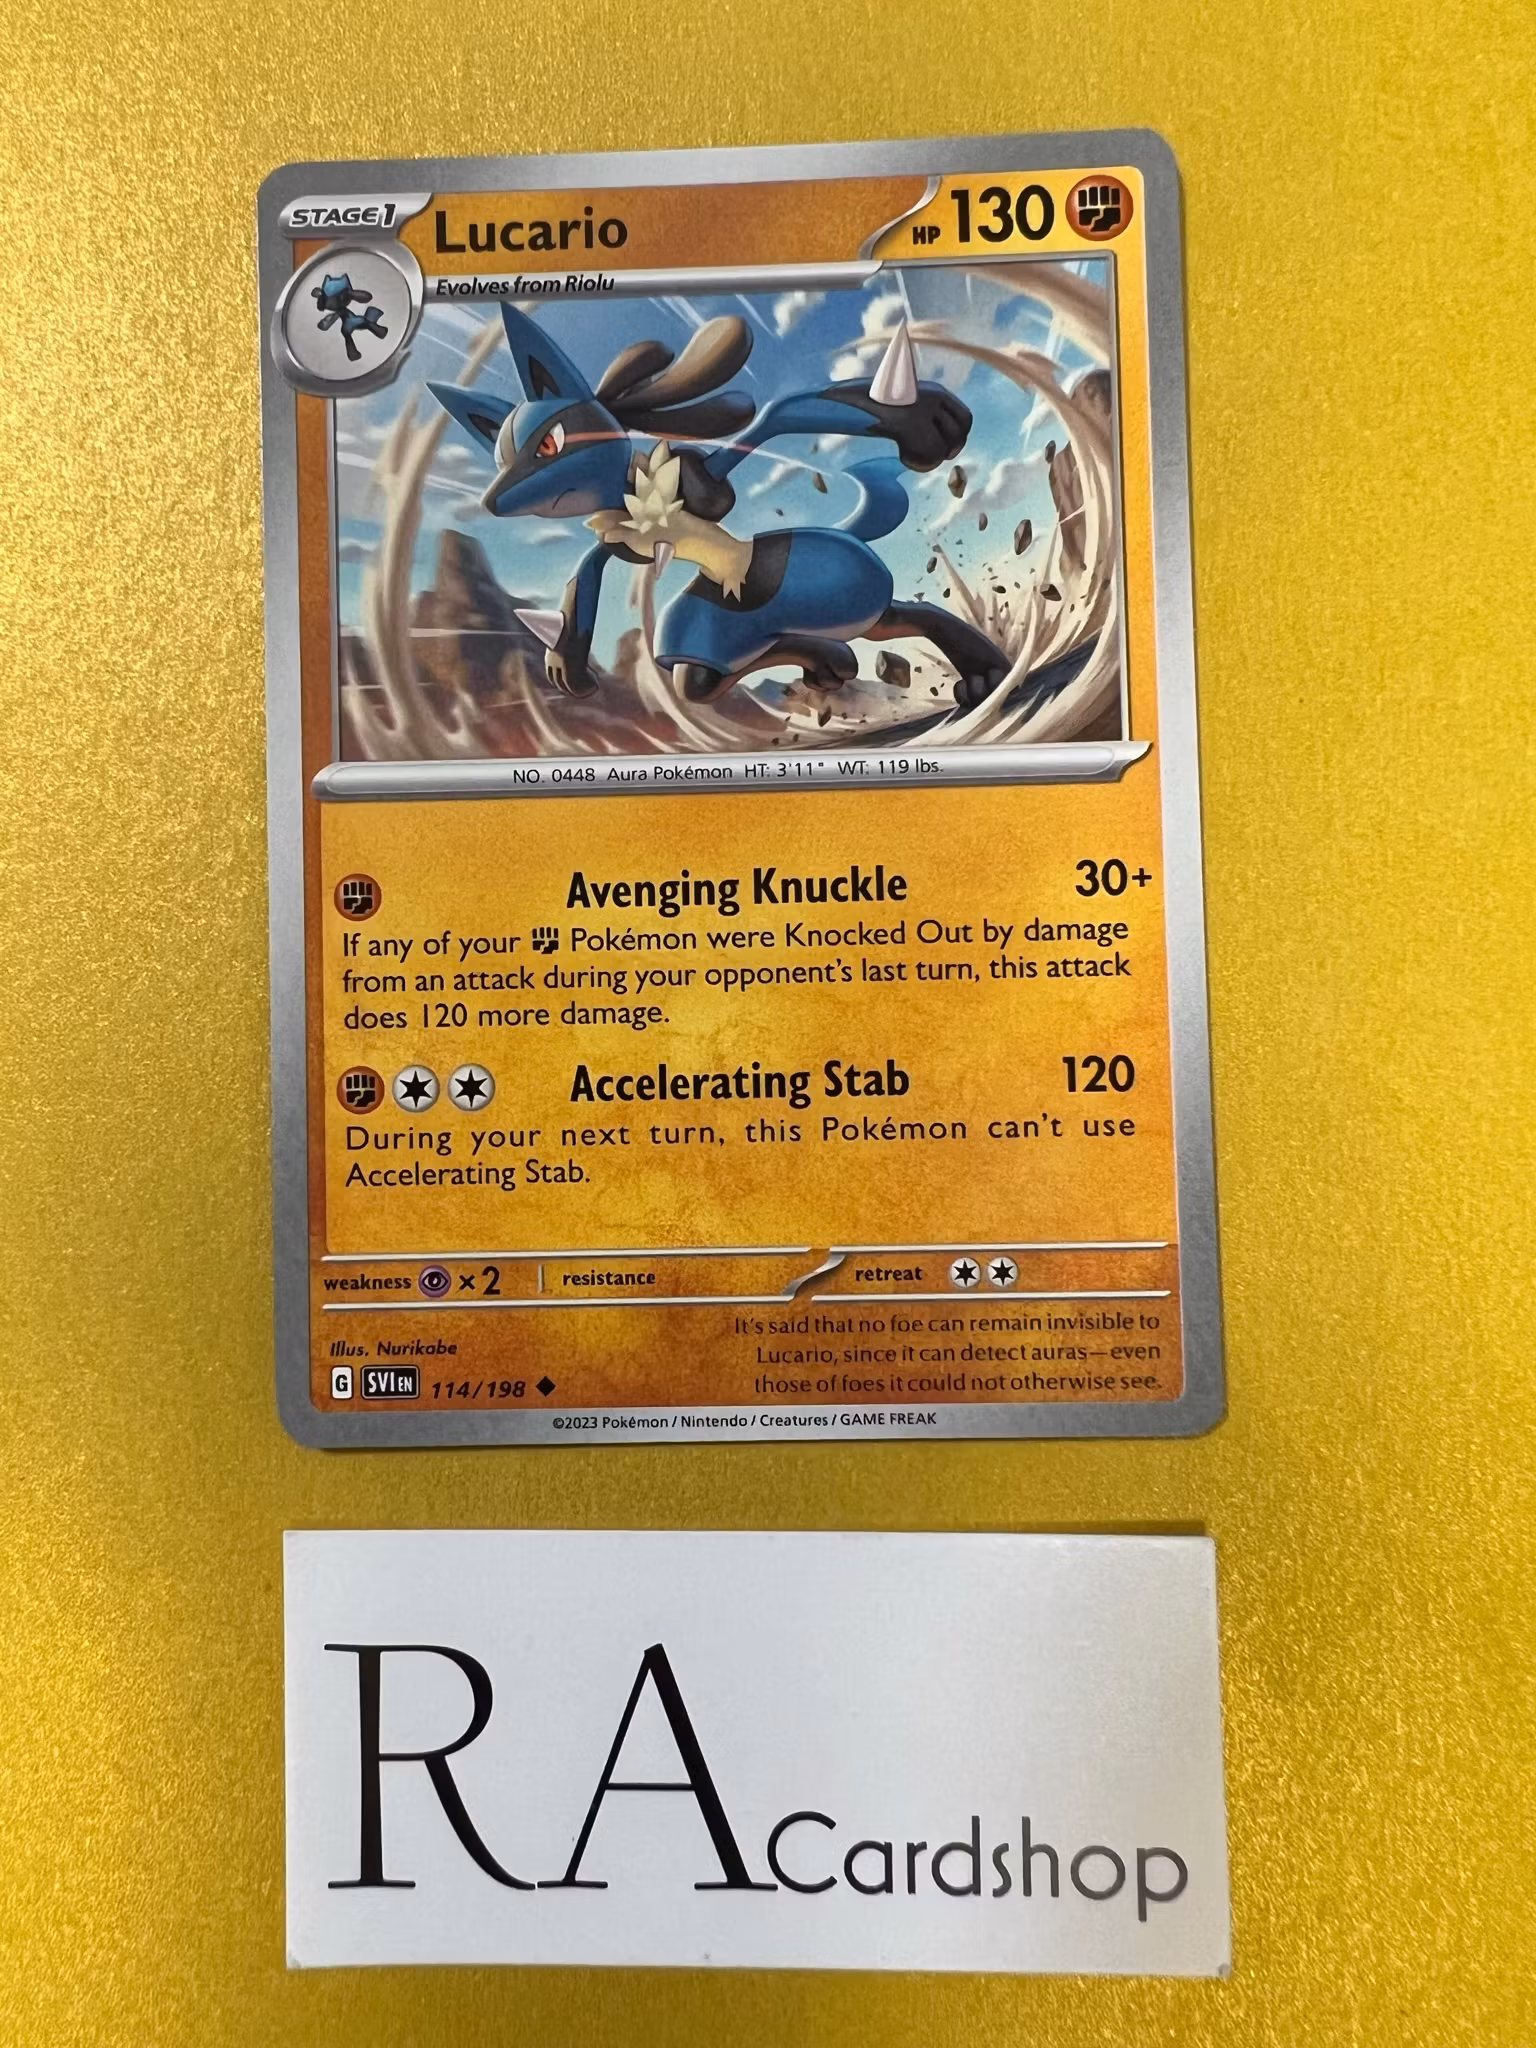 STAGE1
Lucario
HP 130
Evolves from Riolu
NO. 0448 Aura Pokémon HT: 3'11" WT: 119 lbs.
Avenging Knuckle 30+
If any of your Pokémon were Knocked Out by damage
from an attack during your opponent's last turn, this attack
does 120 more damage.
Accelerating Stab 120
During your next turn, this Pokémon can't use
Accelerating Stab.
weakness ×2 resistance retreat
It's said that no foe can remain invisible to
Lucario, since it can detect auras—even
those of foes it could not otherwise see.
Illus. Nurikabe
G SVI EN 114/198
©2023 Pokémon / Nintendo / Creatures / GAME FREAK
RA Cardshop